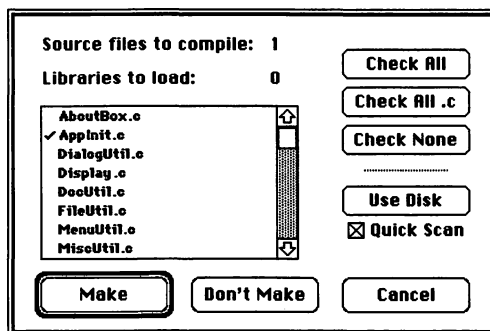 Source files to compile: 1
Libraries to load: 0
AboutBox.c
✓ AppInit.c
DialogUtil.c
Display.c
DocUtil.c
FileUtil.c
MenuUtil.c
MiscUtil.c
Check All
Check All .c
Check None
Use Disk
Quick Scan
Make
Don't Make
Cancel